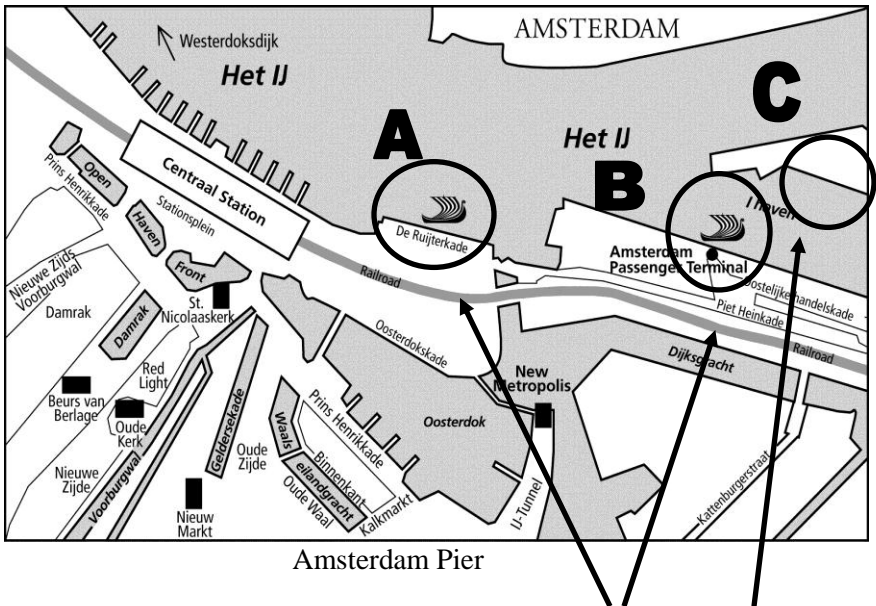 AMSTERDAM
Westerdoksdijk
Het IJ
C
A
Het IJ
B
Prins Henrikkade
Open
Centraal Station
Stationsplein
Haven
I haven
De Ruijterkade
Amsterdam
Passenger Terminal
Nieuwe Zijds
Voorburgwal
Front
Railroad
Oostelijkehandelskade
Damrak
St.
Nicolaaskerk
Piet Heinkade
Damrak
Oosterdokskade
Railroad
Red
Light
New
Metropolis
Dijksgracht
Beurs van
Berlage
Oude
Kerk
Geldersekade
Waals
Prins Henrikkade
Oosterdok
Oude
Zijde
Binnenkant
eilandgracht
Nieuwe
Zijde
Voorburgwal
Oude Waal
Kalkmarkt
Kattenburgerstraat
Nieuw
Markt
IJ-Tunnel
Amsterdam Pier